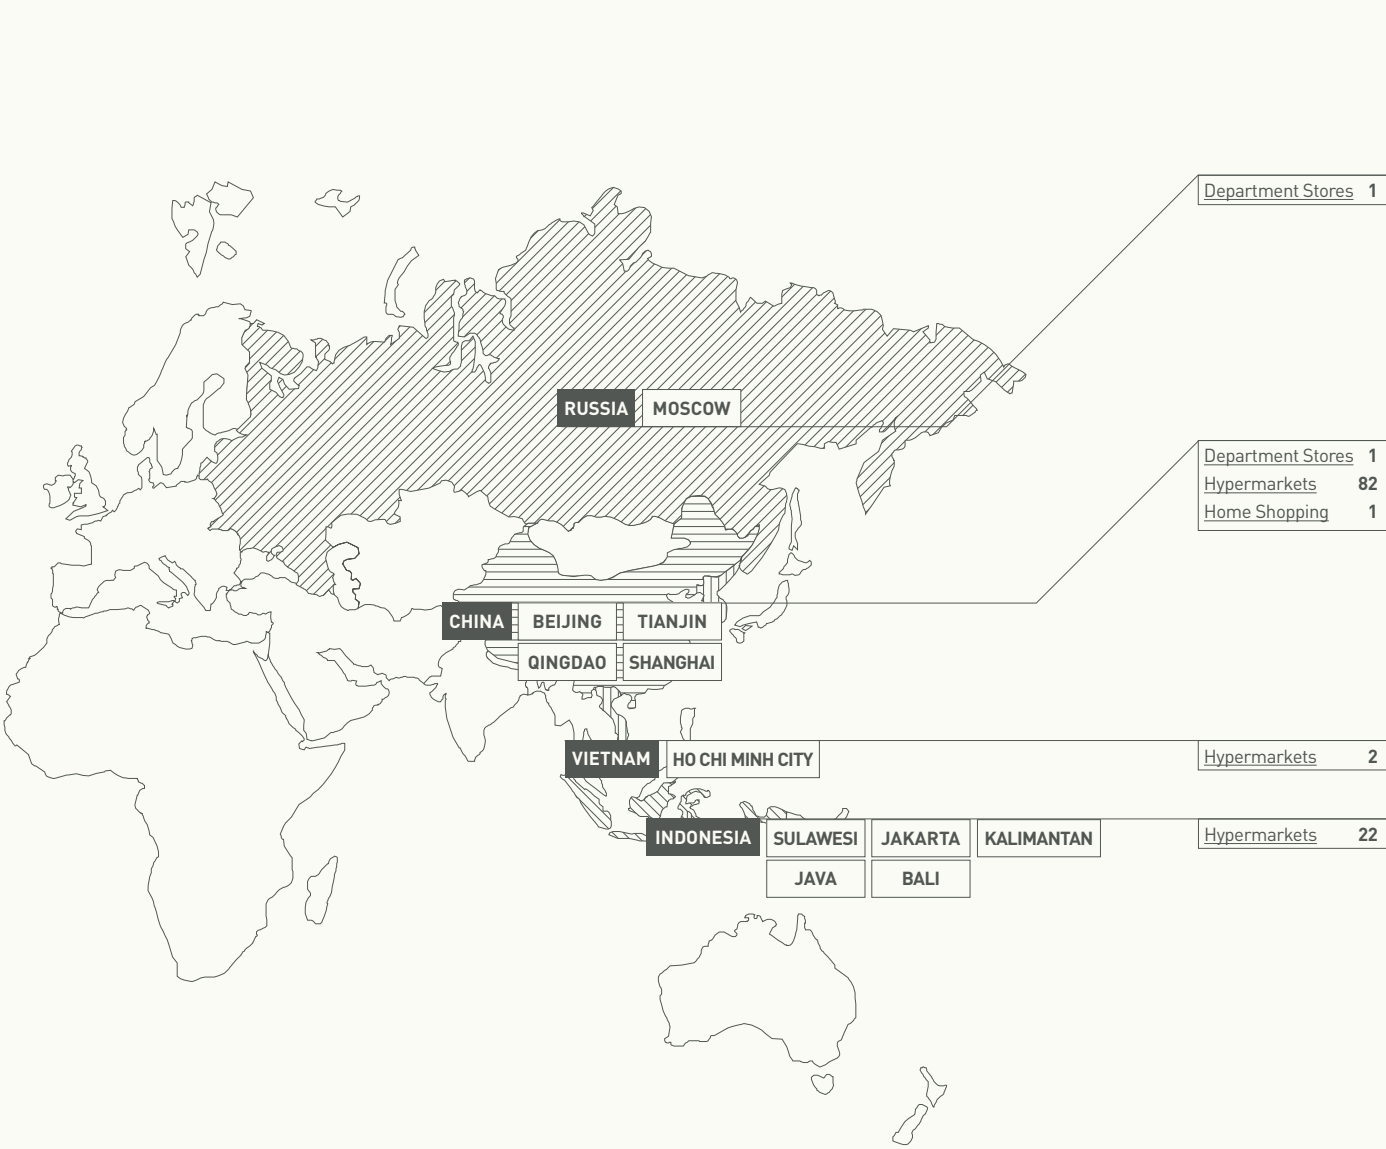 Department Stores 1
RUSSIA MOSCOW
Department Stores 1
Hypermarkets 82
Home Shopping 1
CHINA BEIJING TIANJIN
QINGDAO SHANGHAI
VIETNAM HO CHI MINH CITY
Hypermarkets 2
INDONESIA SULAWESI JAKARTA KALIMANTAN
Hypermarkets 22
JAVA BALI